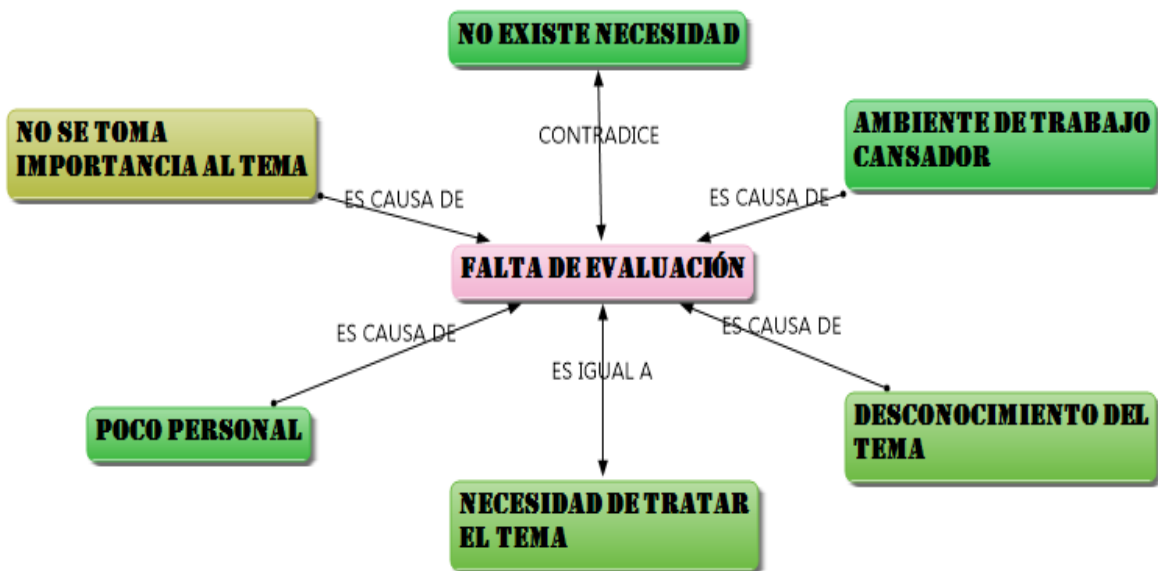 NO EXISTE NECESIDAD
NO SE TOMA
IMPORTANCIA AL TEMA
CONTRADICE
AMBIENTE DE TRABAJO
CANSADOR
ES CAUSA DE
ES CAUSA DE
FALTA DE EVALUACIÓN
ES CAUSA DE
ES CAUSA DE
ES IGUAL A
POCO PERSONAL
DESCONOCIMIENTO DEL
TEMA
NECESIDAD DE TRATAR
EL TEMA